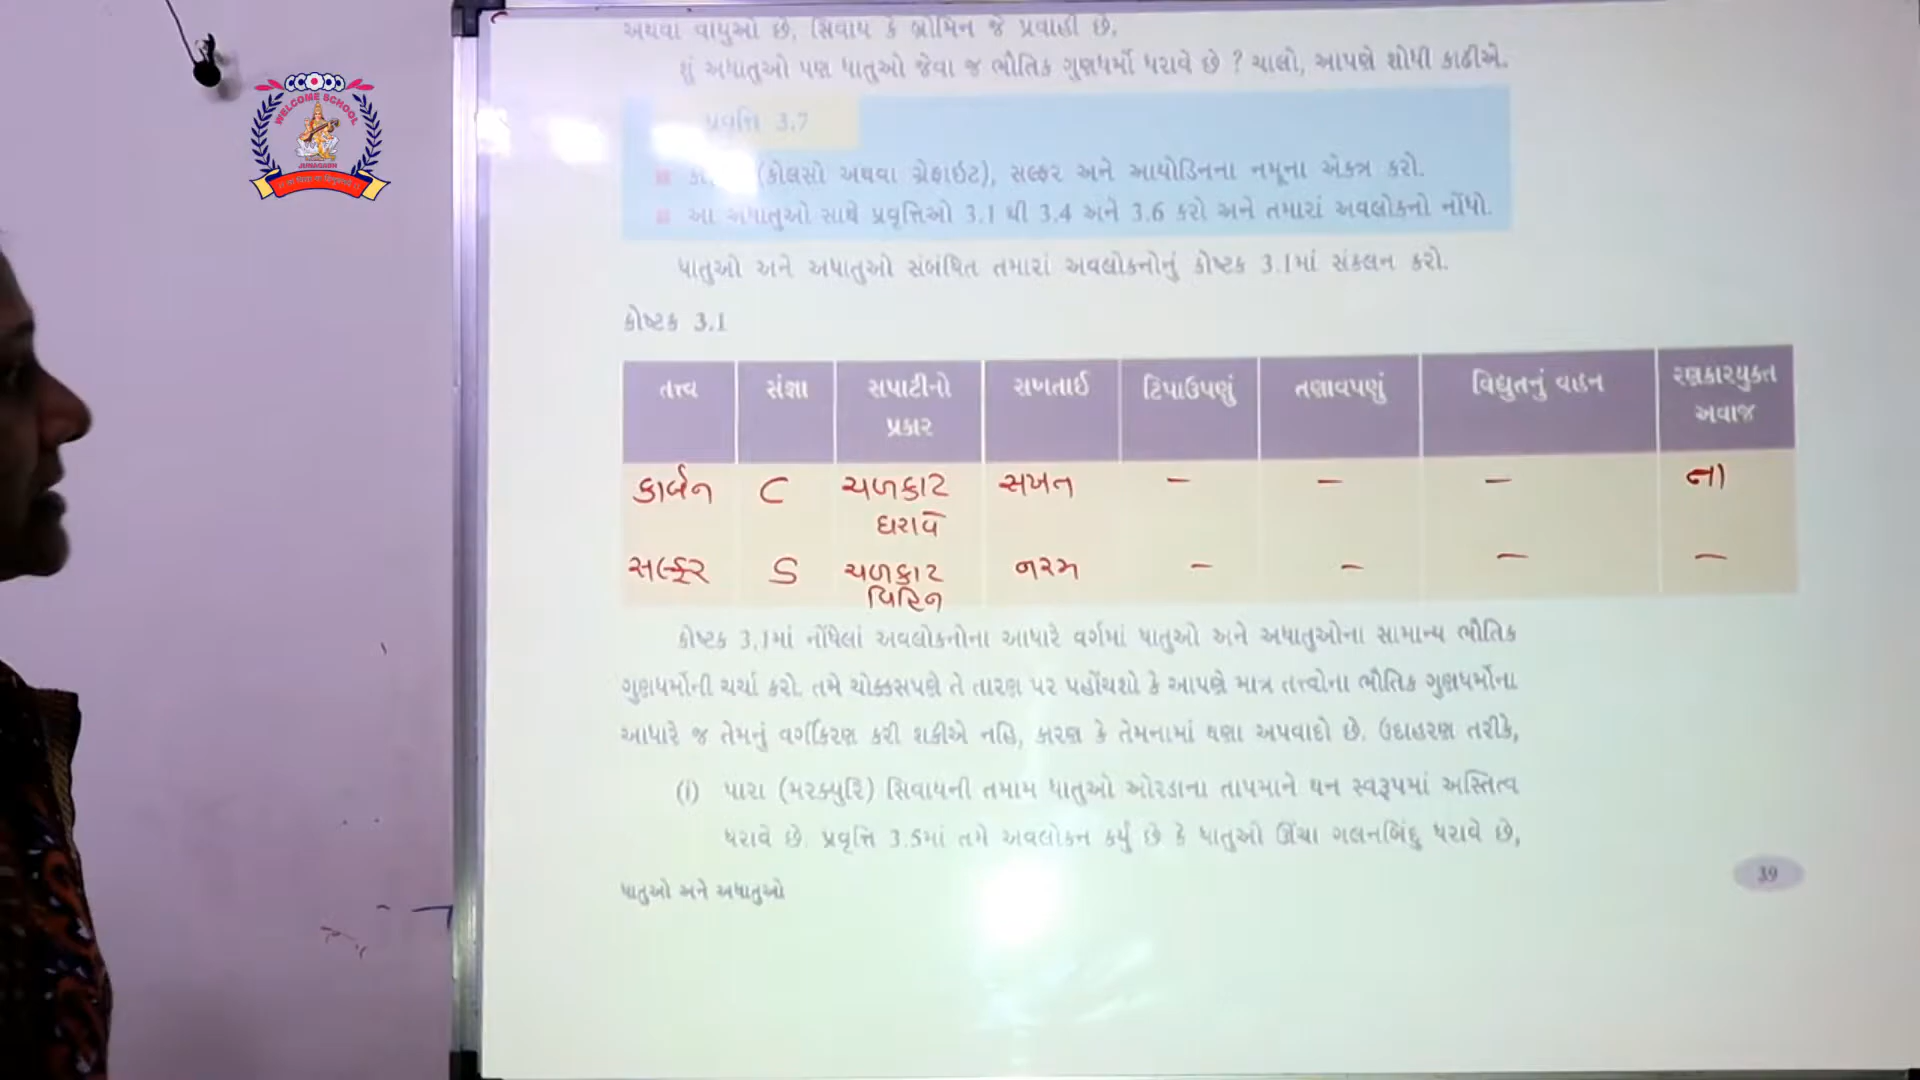 અથવા વાયુઓ છે, સિવાય કે બ્રોમિન જે પ્રવાહી છે.
શું અધાતુઓ પણ ધાતુઓ જેવા જ ભૌતિક ગુણધર્મો ધરાવે છે ? ચાલો, આપણે શોધી કાઢીએ.
WELCOME SCHOOL
JUNAGADH
પ્રવૃત્તિ 3.7
(કોલસો અથવા ગ્રેફાઇટ), સલ્ફર અને આયોડિનના નમૂના એકત્ર કરો.
આ અધાતુઓ સાથે પ્રવૃત્તિઓ 3.1 થી 3.4 અને 3.6 કરો અને તમારાં અવલોકનો નોંધો.
ધાતુઓ અને અધાતુઓ સંબંધિત તમારાં અવલોકનોનું કોષ્ટક 3.1માં સંકલન કરો.
કોષ્ટક 3.1
તત્ત્વ સંજ્ઞા સપાટીનો પ્રકાર સખતાઈ ટિપાઉપણું તણાવપણું વિદ્યુતનું વાહન રણકારયુક્ત અવાજ
કાર્બન C ચળકાટ ધરાવે સખત – – – ના
સલ્ફર S ચળકાટ વિહિન નરમ – – – –
કોષ્ટક 3.1માં નોંધેલાં અવલોકનોના આધારે વર્ગમાં ધાતુઓ અને અધાતુઓના સામાન્ય ભૌતિક
ગુણધર્મોની ચર્ચા કરો. તમે ચોક્કસપણે તે તારણ પર પહોંચશો કે આપણે માત્ર તત્ત્વોના ભૌતિક ગુણધર્મોના
આધારે જ તેમનું વર્ગીકરણ કરી શકીએ નહિ, કારણ કે તેમનામાં ઘણા અપવાદો છે. ઉદાહરણ તરીકે,
(i) પારા (મરક્યુરિ) સિવાયની તમામ ધાતુઓ ઓરડાના તાપમાને ઘન સ્વરૂપમાં અસ્તિત્વ
ધરાવે છે. પ્રવૃત્તિ 3.5માં તમે અવલોકન કર્યું છે કે ધાતુઓ ઊંચા ગલનબિંદુ ધરાવે છે,
39
ધાતુઓ અને અધાતુઓ